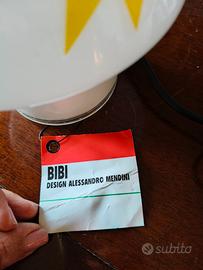 BIBI
DESIGN ALESSANDRO MENDINI
subito